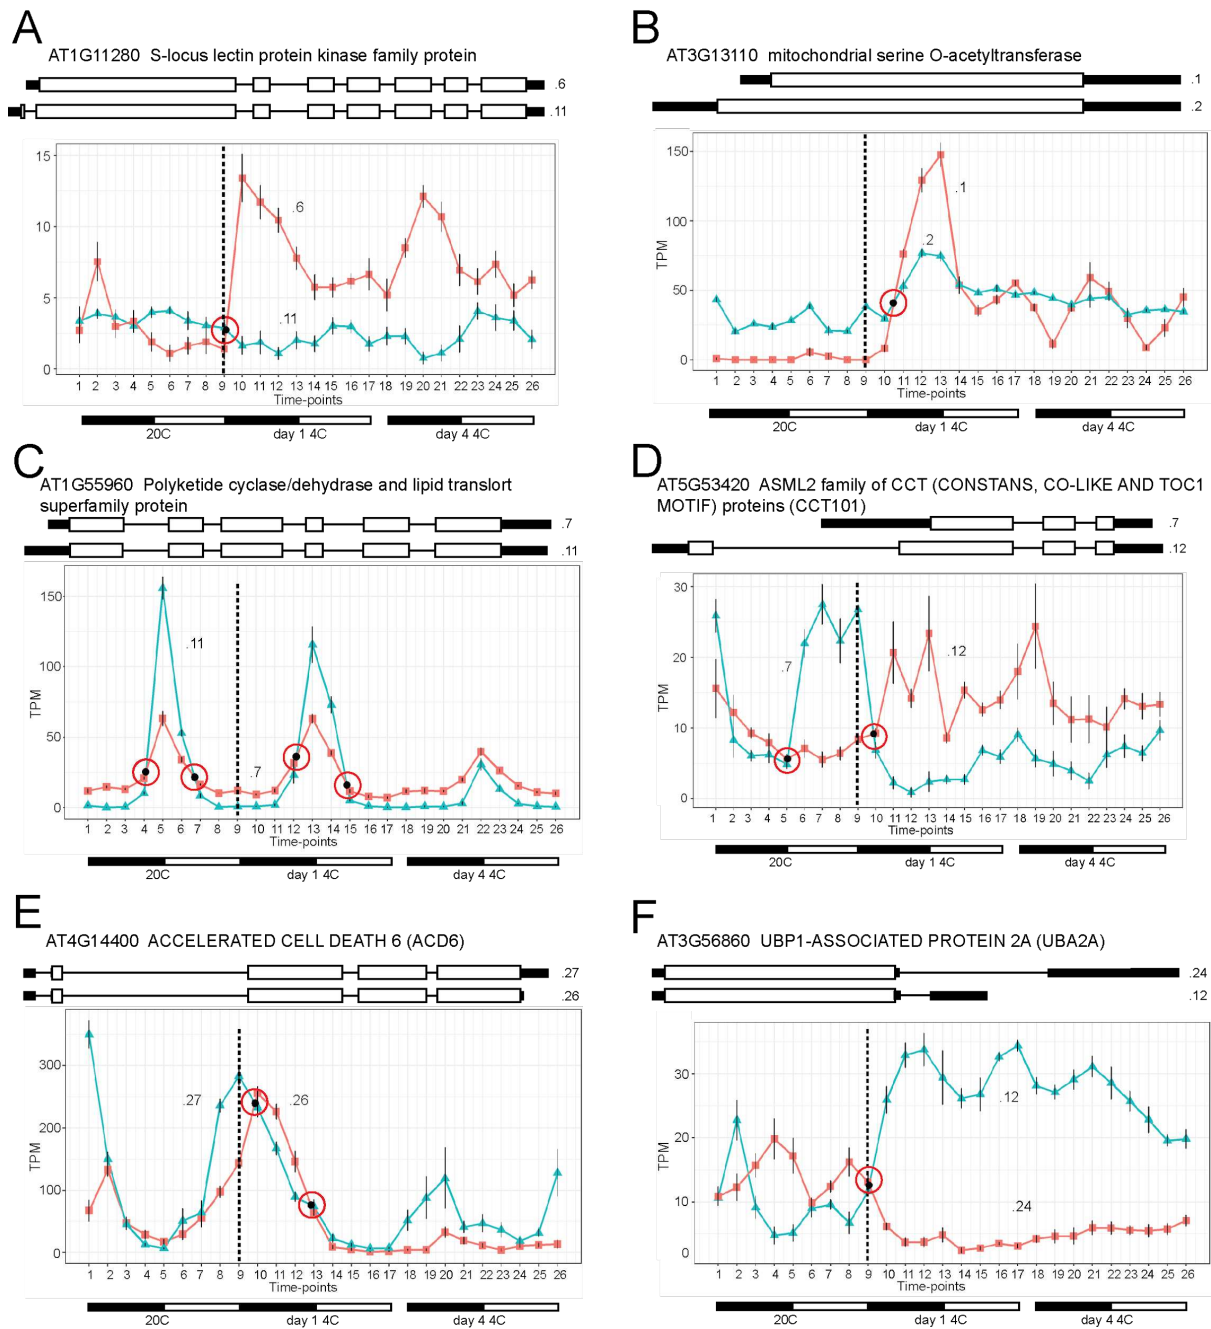 A
AT1G11280 S-locus lectin protein kinase family protein
.6
.11
15
10
5
0
.6
.11
1 2 3 4 5 6 7 8 9 10 11 12 13 14 15 16 17 18 19 20 21 22 23 24 25 26
Time-points
20C day 1 4C day 4 4C
B
AT3G13110 mitochondrial serine O-acetyltransferase
.1
.2
TPM
150
100
50
0
.1
.2
1 2 3 4 5 6 7 8 9 10 11 12 13 14 15 16 17 18 19 20 21 22 23 24 25 26
Time-points
20C day 1 4C day 4 4C
C
AT1G55960 Polyketide cyclase/dehydrase and lipid translort
superfamily protein
.7
.11
TPM
150
100
50
0
.11
.7
1 2 3 4 5 6 7 8 9 10 11 12 13 14 15 16 17 18 19 20 21 22 23 24 25 26
Time-points
20C day 1 4C day 4 4C
D
AT5G53420 ASML2 family of CCT (CONSTANS, CO-LIKE AND TOC1
MOTIF) proteins (CCT101)
.7
.12
TPM
30
20
10
0
.7
.12
1 2 3 4 5 6 7 8 9 10 11 12 13 14 15 16 17 18 19 20 21 22 23 24 25 26
Time-points
20C day 1 4C day 4 4C
E
AT4G14400 ACCELERATED CELL DEATH 6 (ACD6)
.27
.26
TPM
300
200
100
0
.27
.26
1 2 3 4 5 6 7 8 9 10 11 12 13 14 15 16 17 18 19 20 21 22 23 24 25 26
Time-points
20C day 1 4C day 4 4C
F
AT3G56860 UBP1-ASSOCIATED PROTEIN 2A (UBA2A)
.24
.12
TPM
30
20
10
0
.12
.24
1 2 3 4 5 6 7 8 9 10 11 12 13 14 15 16 17 18 19 20 21 22 23 24 25 26
Time-points
20C day 1 4C day 4 4C